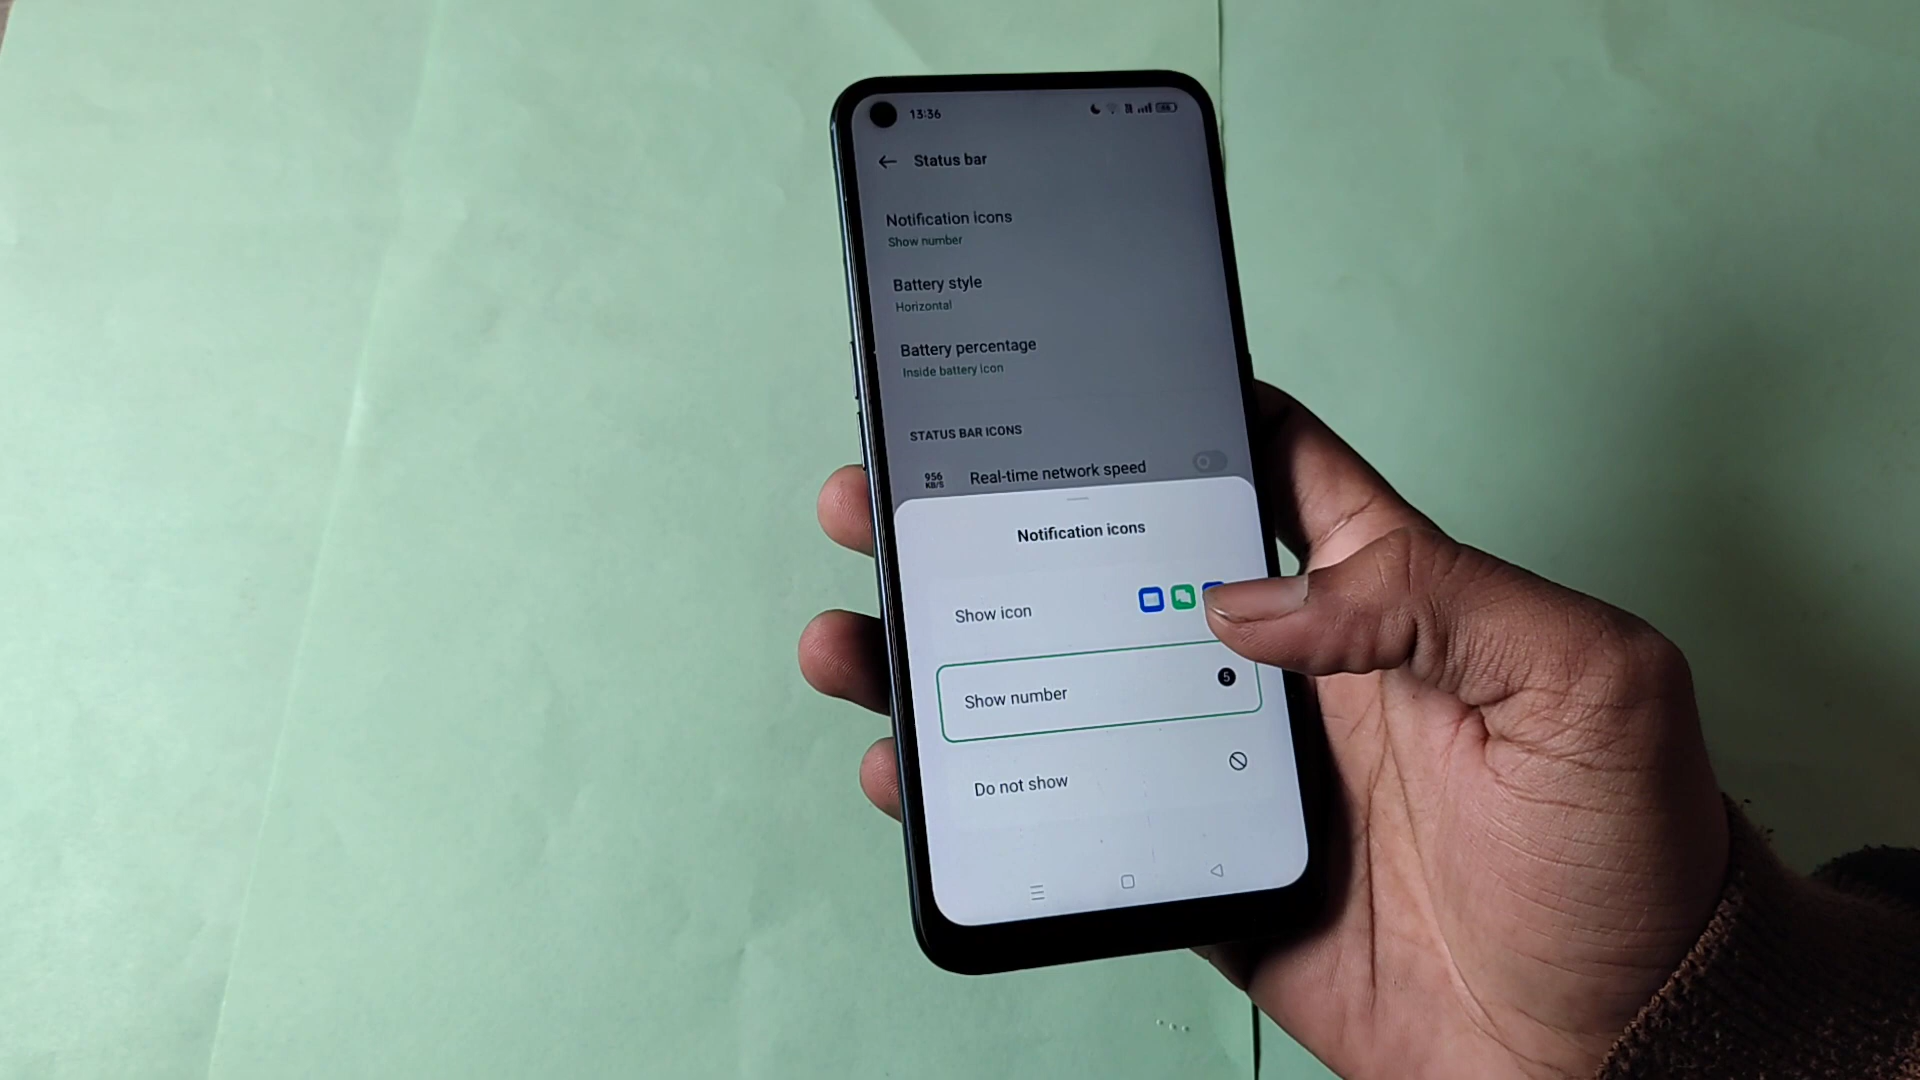 13:36
Status bar
Notification icons
Show number
Battery style
Horizontal
Battery percentage
Inside battery icon
STATUS BAR ICONS
956
KB/S
Real-time network speed
Notification icons
Show icon
Show number
5
Do not show